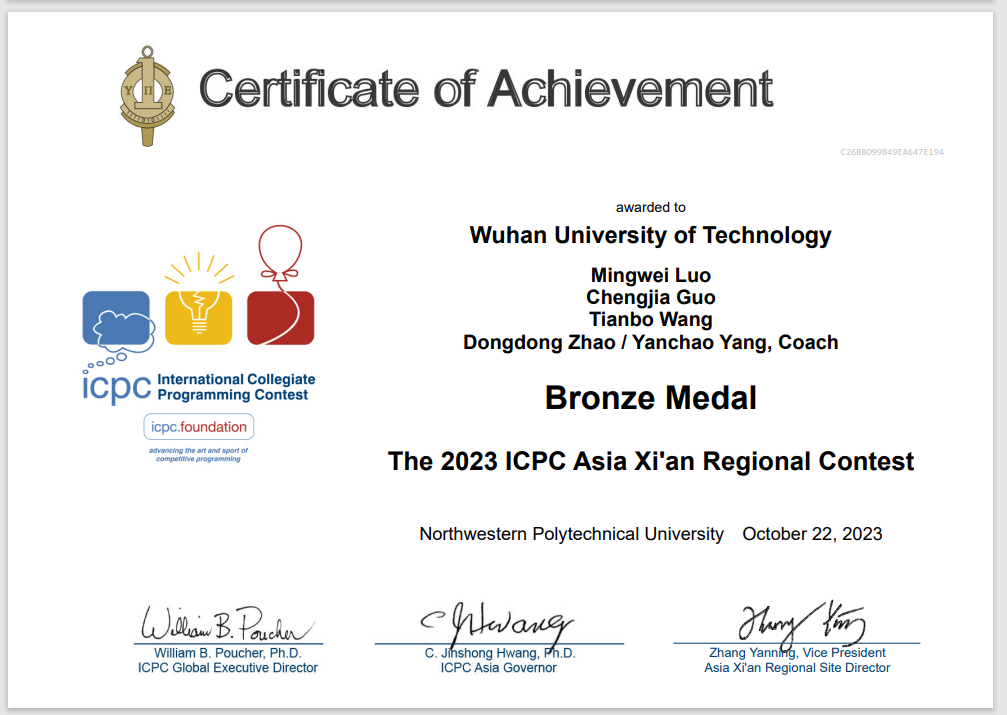 Certificate of Achievement
C26BBD99B49EA647E194
awarded to
Wuhan University of Technology
Mingwei Luo
Chengjia Guo
Tianbo Wang
Dongdong Zhao / Yanchao Yang, Coach
Bronze Medal
The 2023 ICPC Asia Xi'an Regional Contest
Northwestern Polytechnical University October 22, 2023
icpc International Collegiate
Programming Contest
icpc.foundation
advancing the art and sport of
competitive programming
William B. Poucher
William B. Poucher, Ph.D.
ICPC Global Executive Director
C J Hwang
C. Jinshong Hwang, Ph.D.
ICPC Asia Governor
Zhang Yanning, Vice President
Asia Xi'an Regional Site Director